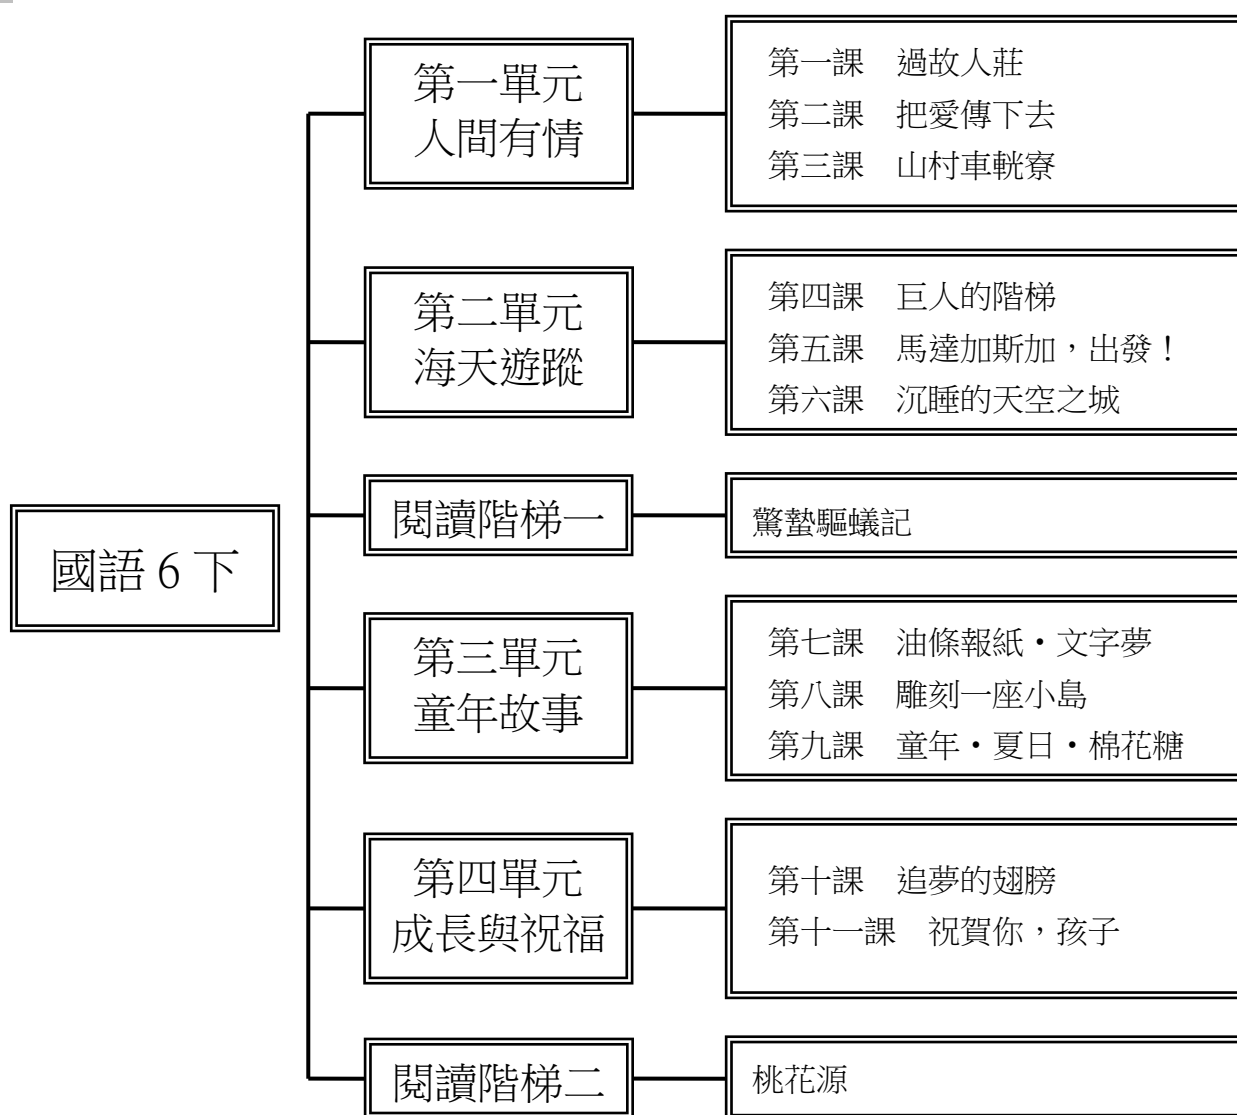 國語 6 下
第一單元
人間有情
第一課　過故人莊
第二課　把愛傳下去
第三課　山村車輄寮
第二單元
海天遊蹤
第四課　巨人的階梯
第五課　馬達加斯加，出發！
第六課　沉睡的天空之城
閱讀階梯一
驚蟄驅蟻記
第三單元
童年故事
第七課　油條報紙・文字夢
第八課　雕刻一座小島
第九課　童年・夏日・棉花糖
第四單元
成長與祝福
第十課　追夢的翅膀
第十一課　祝賀你，孩子
閱讀階梯二
桃花源